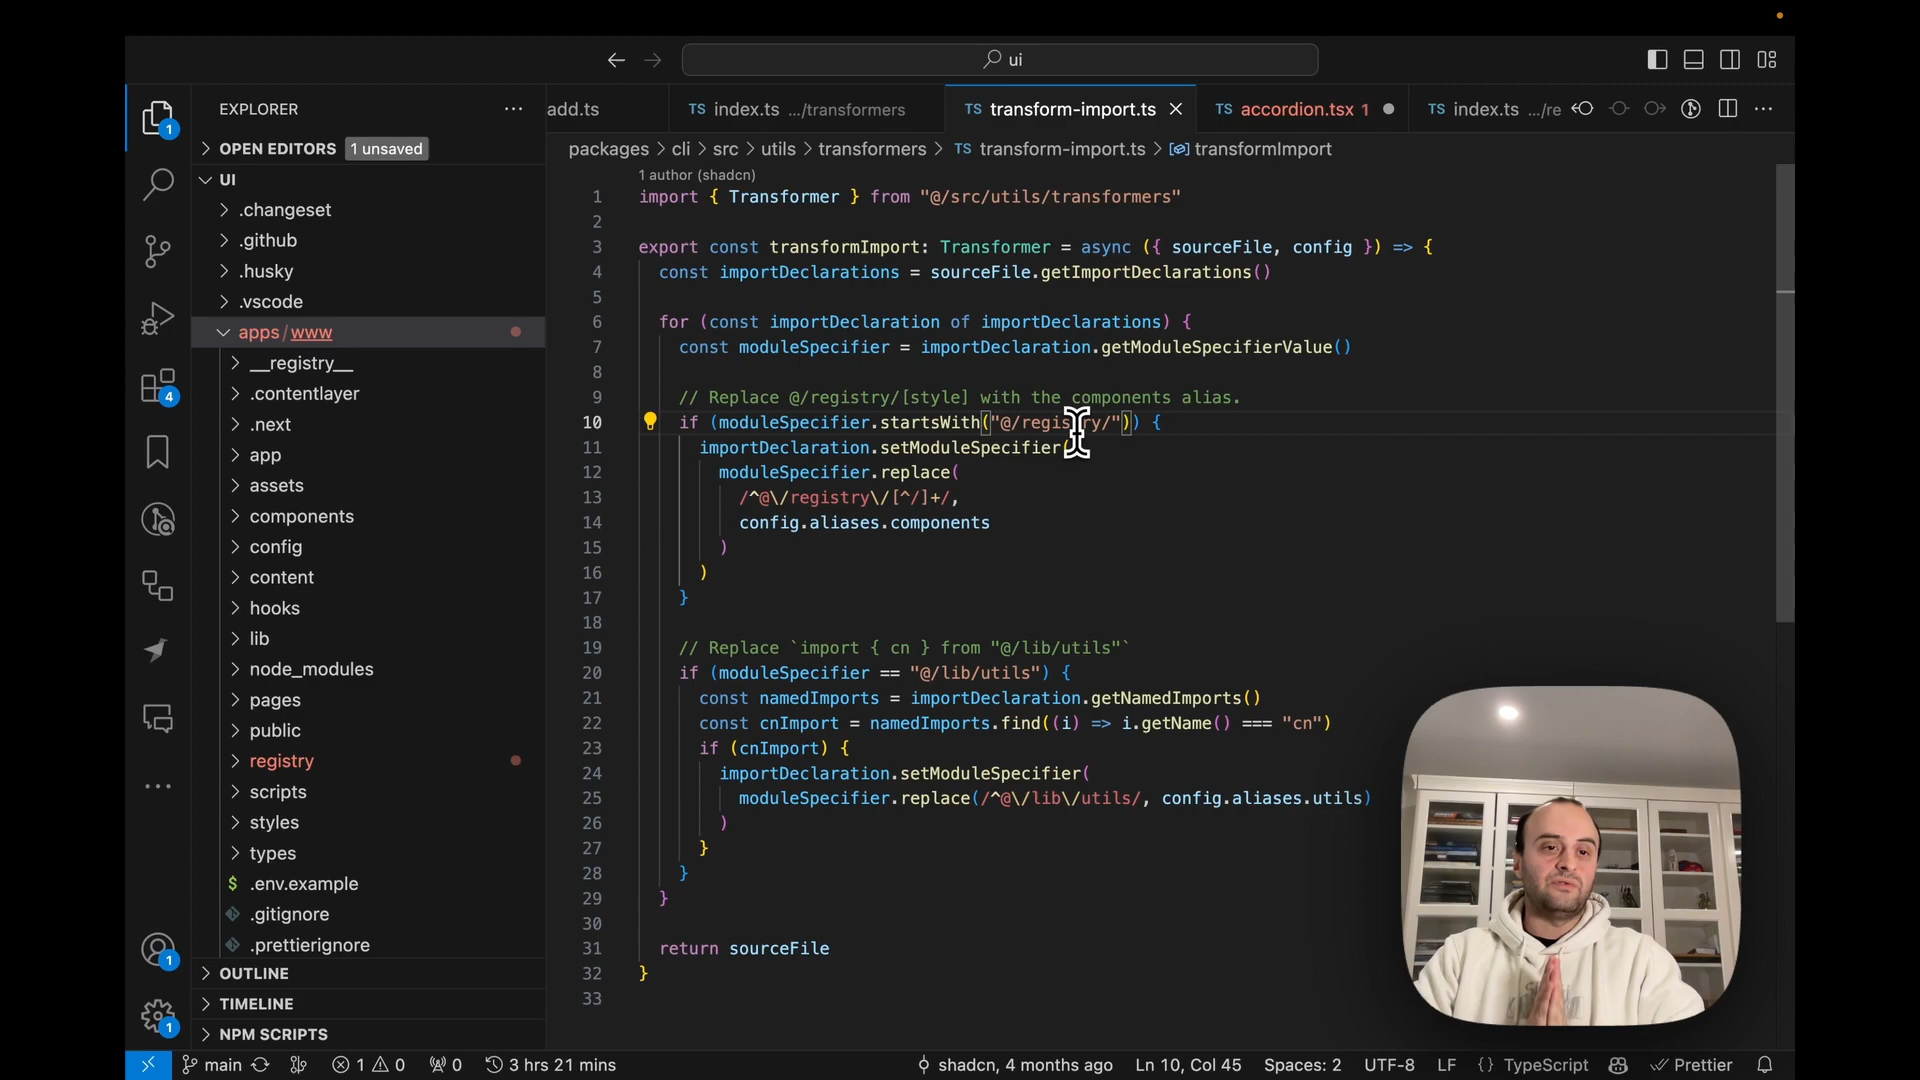 ui
EXPLORER
add.ts
TS index.ts .../transformers
TS transform-import.ts
TS accordion.tsx 1
TS index.ts .../re
OPEN EDITORS 1 unsaved
packages > cli > src > utils > transformers > TS transform-import.ts > transformImport
UI
.changeset
.github
.husky
.vscode
apps/www
__registry__
.contentlayer
.next
app
assets
components
config
content
hooks
lib
node_modules
pages
public
registry
scripts
styles
types
$ .env.example
.gitignore
.prettierignore
OUTLINE
TIMELINE
NPM SCRIPTS
1
4
1
1
1 author (shadcn)
1 import { Transformer } from "@/src/utils/transformers"
2
3 export const transformImport: Transformer = async ({ sourceFile, config }) => {
4 const importDeclarations = sourceFile.getImportDeclarations()
5
6 for (const importDeclaration of importDeclarations) {
7 const moduleSpecifier = importDeclaration.getModuleSpecifierValue()
8
9 // Replace @/registry/[style] with the components alias.
10 if (moduleSpecifier.startsWith("@/registry/")) {
11 importDeclaration.setModuleSpecifier(
12 moduleSpecifier.replace(
13 /^@\/registry\/[^/]+/,
14 config.aliases.components
15 )
16 )
17 }
18
19 // Replace `import { cn } from "@/lib/utils"`
20 if (moduleSpecifier == "@/lib/utils") {
21 const namedImports = importDeclaration.getNamedImports()
22 const cnImport = namedImports.find((i) => i.getName() === "cn")
23 if (cnImport) {
24 importDeclaration.setModuleSpecifier(
25 moduleSpecifier.replace(/^@\/lib\/utils/, config.aliases.utils)
26 )
27 }
28 }
29 }
30
31 return sourceFile
32 }
33
main 1 0 0 3 hrs 21 mins shadcn, 4 months ago Ln 10, Col 45 Spaces: 2 UTF-8 LF {} TypeScript Prettier